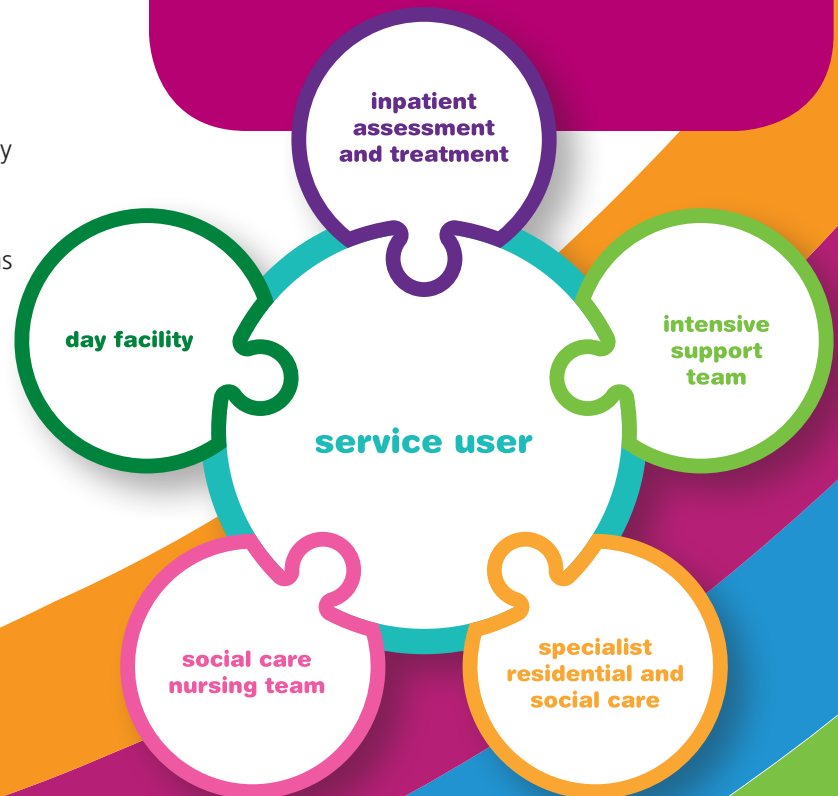 inpatient
assessment
and treatment
day facility
intensive
support
team
service user
social care
nursing team
specialist
residential and
social care